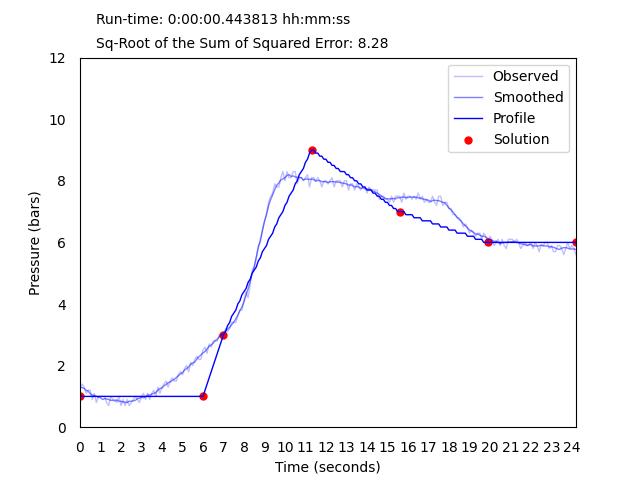 Run-time: 0:00:00.443813 hh:mm:ss
Sq-Root of the Sum of Squared Error: 8.28
Observed
Smoothed
Profile
Solution
12
10
8
6
4
2
0
Pressure (bars)
0 1 2 3 4 5 6 7 8 9 10 11 12 13 14 15 16 17 18 19 20 21 22 23 24
Time (seconds)